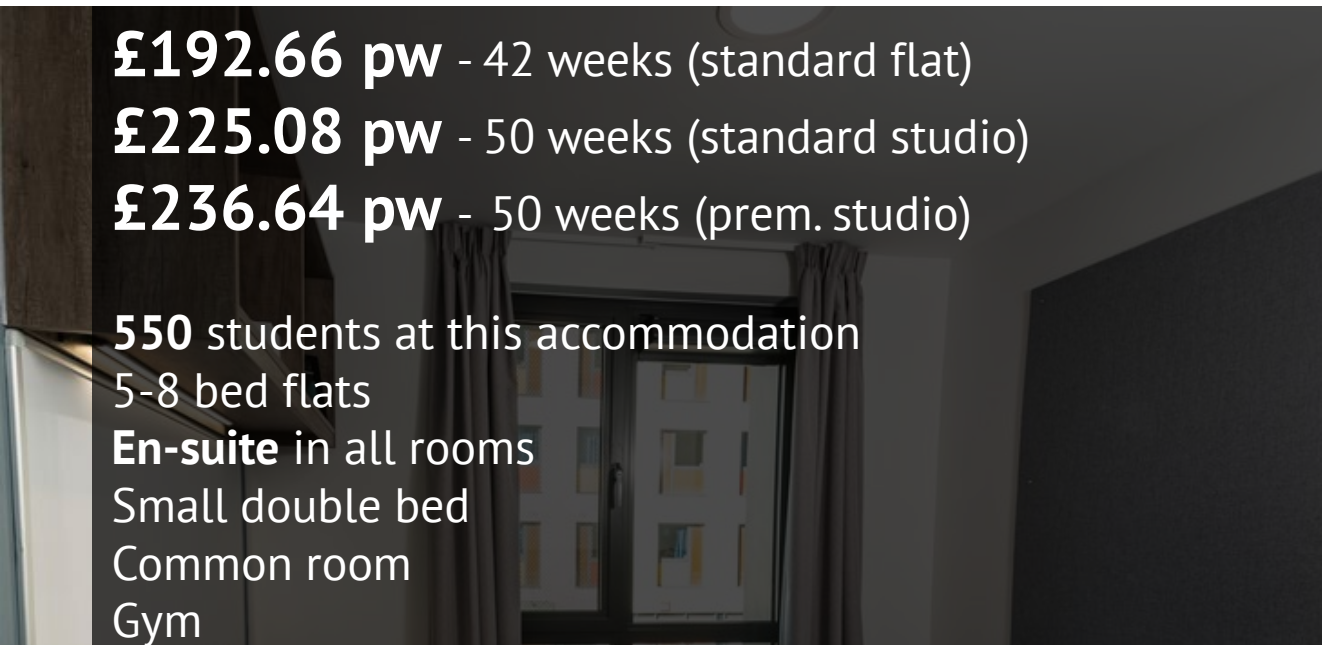 £192.66 pw - 42 weeks (standard flat)
£225.08 pw - 50 weeks (standard studio)
£236.64 pw - 50 weeks (prem. studio)
550 students at this accommodation
5-8 bed flats
En-suite in all rooms
Small double bed
Common room
Gym